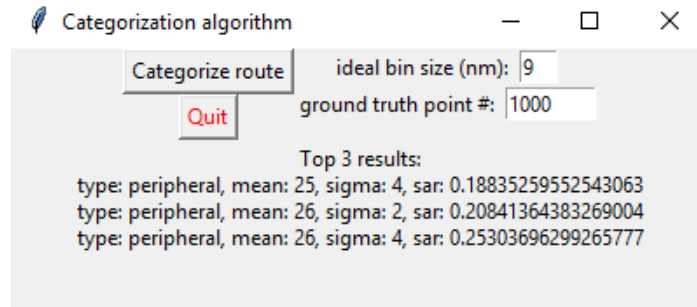 Categorization algorithm
Categorize route
ideal bin size (nm): 9
Quit
ground truth point #: 1000
Top 3 results:
type: peripheral, mean: 25, sigma: 4, sar: 0.18835259552543063
type: peripheral, mean: 26, sigma: 2, sar: 0.20841364383269004
type: peripheral, mean: 26, sigma: 4, sar: 0.25303696299265777